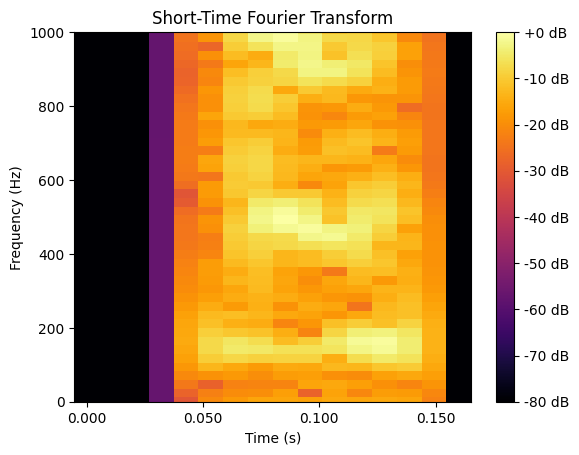 Short-Time Fourier Transform
1000
800
600
400
200
0
Frequency (Hz)
0.000
0.050
0.100
0.150
Time (s)
+0 dB
-10 dB
-20 dB
-30 dB
-40 dB
-50 dB
-60 dB
-70 dB
-80 dB